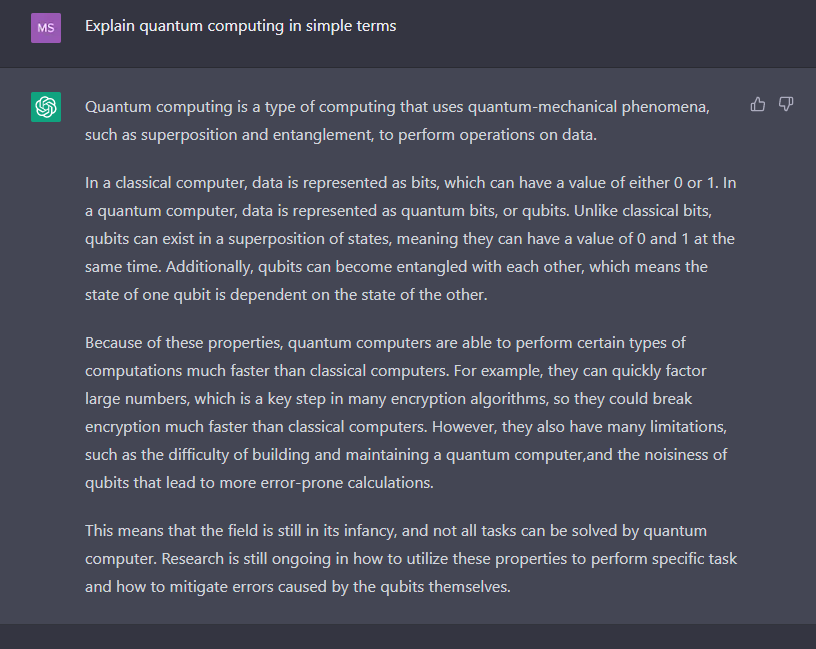 MS
Explain quantum computing in simple terms
Quantum computing is a type of computing that uses quantum-mechanical phenomena,
such as superposition and entanglement, to perform operations on data.
In a classical computer, data is represented as bits, which can have a value of either 0 or 1. In
a quantum computer, data is represented as quantum bits, or qubits. Unlike classical bits,
qubits can exist in a superposition of states, meaning they can have a value of 0 and 1 at the
same time. Additionally, qubits can become entangled with each other, which means the
state of one qubit is dependent on the state of the other.
Because of these properties, quantum computers are able to perform certain types of
computations much faster than classical computers. For example, they can quickly factor
large numbers, which is a key step in many encryption algorithms, so they could break
encryption much faster than classical computers. However, they also have many limitations,
such as the difficulty of building and maintaining a quantum computer,and the noisiness of
qubits that lead to more error-prone calculations.
This means that the field is still in its infancy, and not all tasks can be solved by quantum
computer. Research is still ongoing in how to utilize these properties to perform specific task
and how to mitigate errors caused by the qubits themselves.